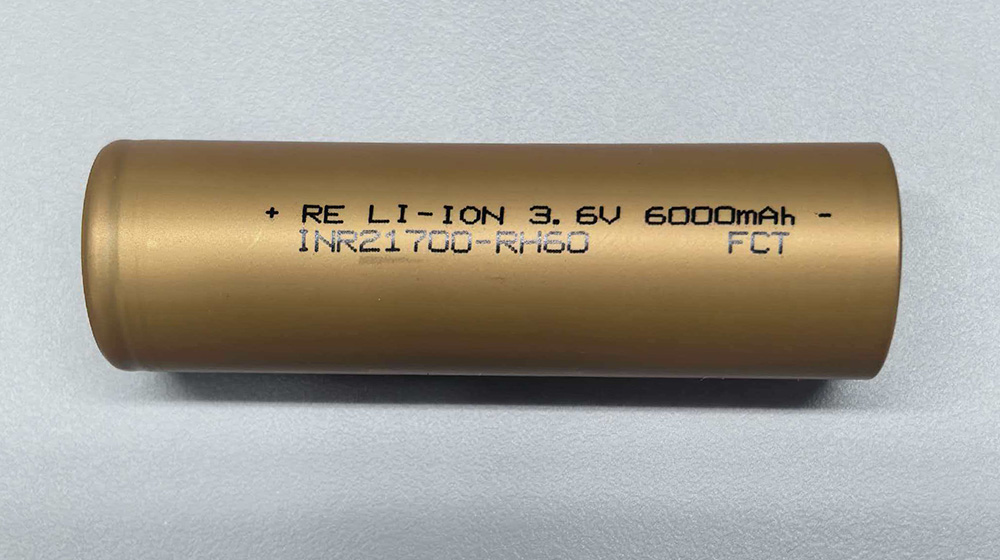 + RE LI-ION 3.6V 6000mAh -
INR21700-RH60 FCT